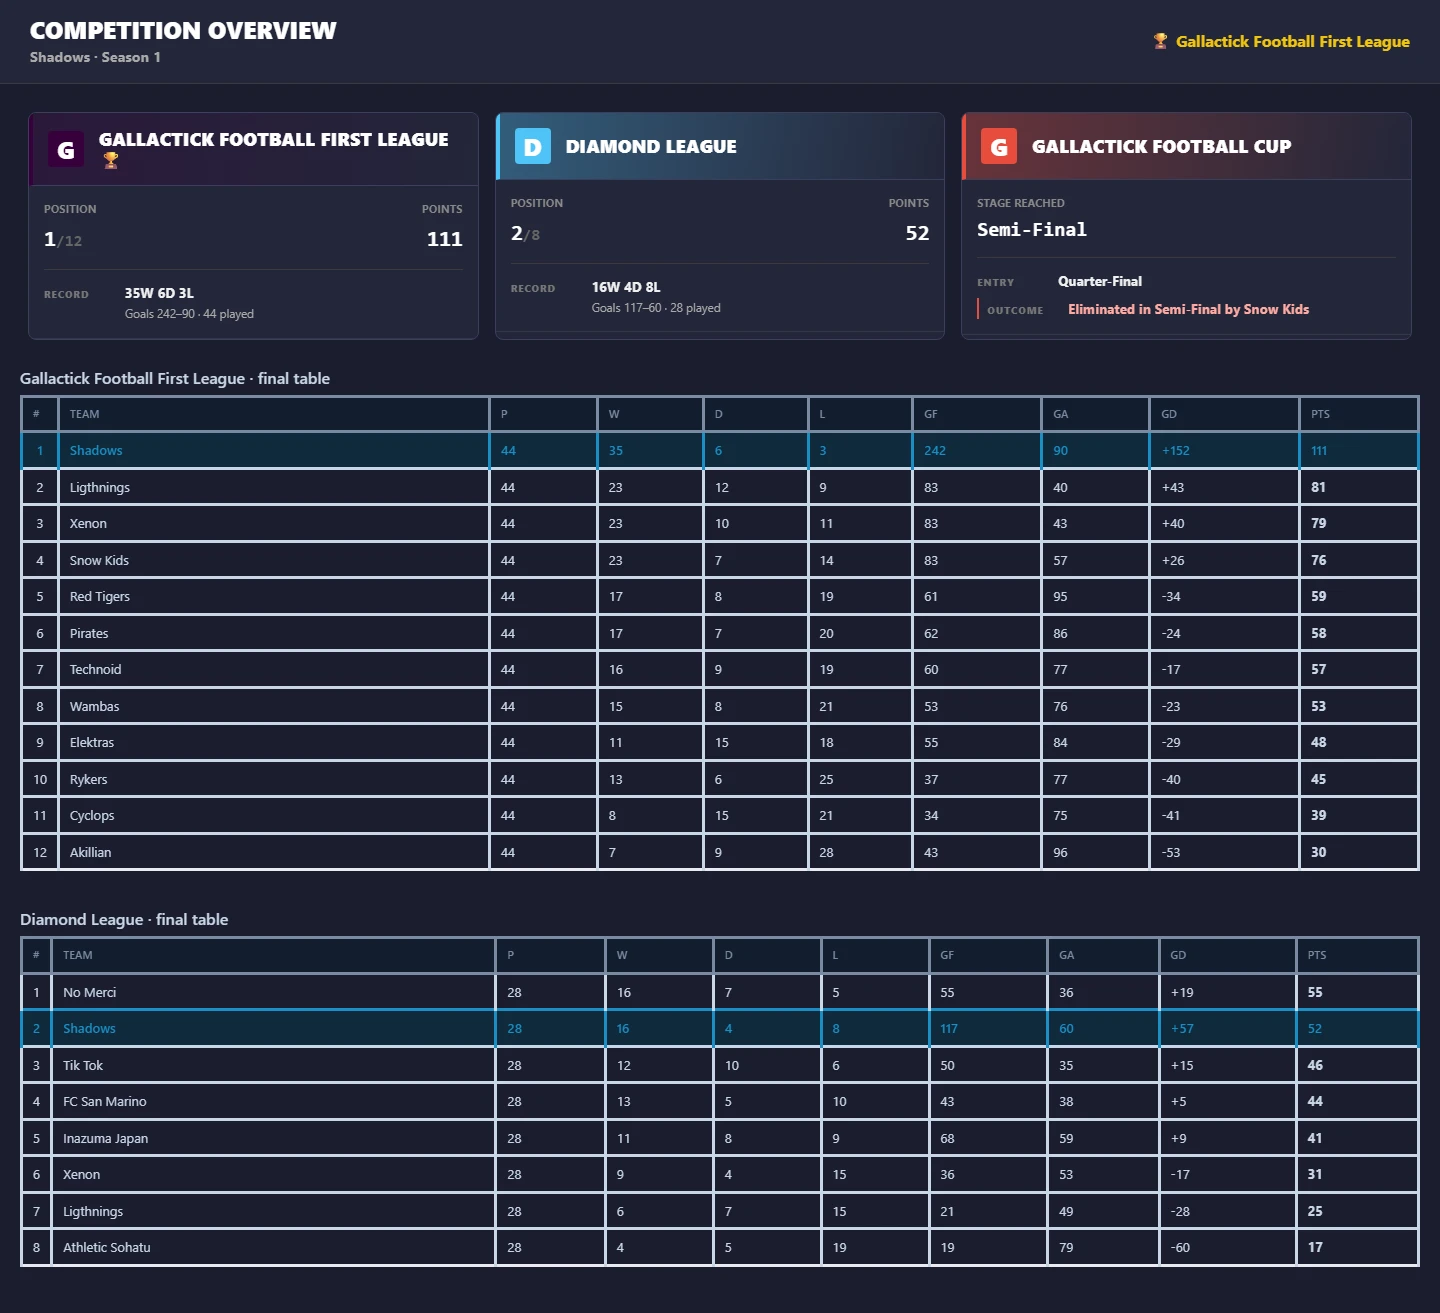 COMPETITION OVERVIEW
Shadows · Season 1
🏆 Gallactick Football First League
G GALLACTICK FOOTBALL FIRST LEAGUE
🏆
POSITION POINTS
1/12 111
RECORD 35W 6D 3L
Goals 242–90 · 44 played
D DIAMOND LEAGUE
POSITION POINTS
2/8 52
RECORD 16W 4D 8L
Goals 117–60 · 28 played
G GALLACTICK FOOTBALL CUP
STAGE REACHED
Semi-Final
ENTRY Quarter-Final
OUTCOME Eliminated in Semi-Final by Snow Kids
Gallactick Football First League · final table
# TEAM P W D L GF GA GD PTS
1 Shadows 44 35 6 3 242 90 +152 111
2 Ligthnings 44 23 12 9 83 40 +43 81
3 Xenon 44 23 10 11 83 43 +40 79
4 Snow Kids 44 23 7 14 83 57 +26 76
5 Red Tigers 44 17 8 19 61 95 -34 59
6 Pirates 44 17 7 20 62 86 -24 58
7 Technoid 44 16 9 19 60 77 -17 57
8 Wambas 44 15 8 21 53 76 -23 53
9 Elektras 44 11 15 18 55 84 -29 48
10 Rykers 44 13 6 25 37 77 -40 45
11 Cyclops 44 8 15 21 34 75 -41 39
12 Akillian 44 7 9 28 43 96 -53 30
Diamond League · final table
# TEAM P W D L GF GA GD PTS
1 No Merci 28 16 7 5 55 36 +19 55
2 Shadows 28 16 4 8 117 60 +57 52
3 Tik Tok 28 12 10 6 50 35 +15 46
4 FC San Marino 28 13 5 10 43 38 +5 44
5 Inazuma Japan 28 11 8 9 68 59 +9 41
6 Xenon 28 9 4 15 36 53 -17 31
7 Ligthnings 28 6 7 15 21 49 -28 25
8 Athletic Sohatu 28 4 5 19 19 79 -60 17